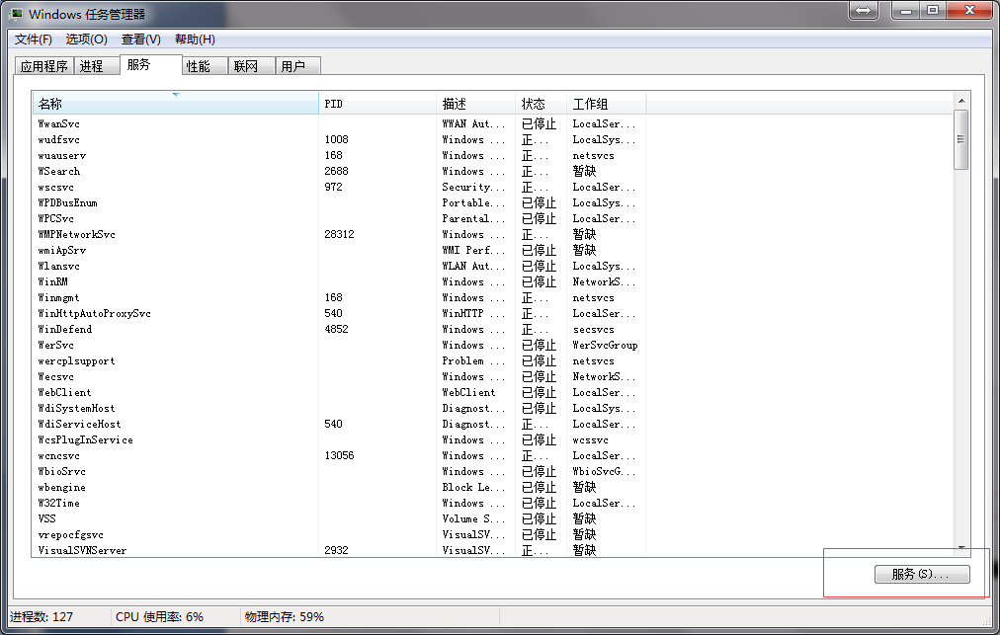 Windows 任务管理器
文件(F) 选项(O) 查看(V) 帮助(H)
应用程序 进程 服务 性能 联网 用户
名称 PID 描述 状态 工作组
WwanSvc WWAN Aut... 已停止 LocalSer...
wudfsvc 1008 Windows ... 正... LocalSys...
wuauserv 168 Windows ... 正... netsvcs
WSearch 2688 Windows ... 正... 暂缺
wscsvc 972 Security... 正... LocalSer...
WPDBusEnum Portable... 已停止 LocalSys...
WPCSvc Parental... 已停止 LocalSer...
WMPNetworkSvc 28312 Windows ... 正... 暂缺
wmiApSrv WMI Perf... 已停止 暂缺
Wlansvc WLAN Aut... 已停止 LocalSys...
WinRM Windows ... 已停止 NetworkS...
Winmgmt 168 Windows ... 正... netsvcs
WinHttpAutoProxySvc 540 WinHTTP ... 正... LocalSer...
WinDefend 4852 Windows ... 正... secsvcs
WerSvc Windows ... 已停止 WerSvcGroup
wercplsupport Problem ... 已停止 netsvcs
Wecsvc Windows ... 已停止 NetworkS...
WebClient WebClient 已停止 LocalSer...
WdiSystemHost Diagnost... 已停止 LocalSys...
WdiServiceHost 540 Diagnost... 正... LocalSer...
WcsPlugInService Windows ... 已停止 wcssvc
wcncsvc 13056 Windows ... 正... LocalSer...
WbioSrvc Windows ... 已停止 WbioSvcG...
wbengine Block Le... 已停止 暂缺
W32Time Windows ... 已停止 LocalSer...
VSS Volume S... 已停止 暂缺
vrepocfgsvc VisualSV... 已停止 暂缺
VisualSVNServer 2932 VisualSV... 正... 暂缺
服务(S)...
进程数: 127 CPU 使用率: 6% 物理内存: 59%